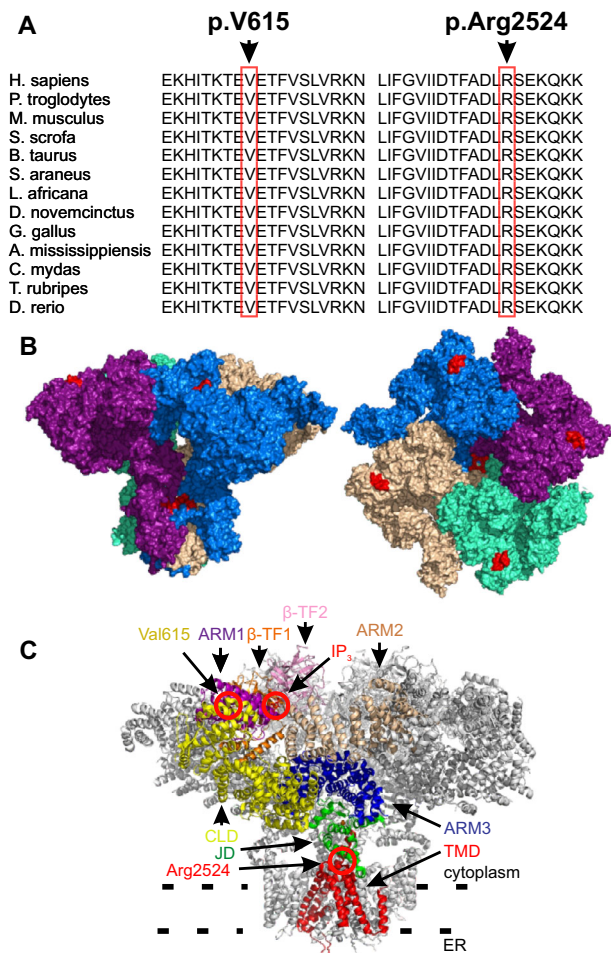 A
p.V615 p.Arg2524
H. sapiens EKHITKTEVETFVSLVRKN LIFGVIIDTFADLRSEKQKK
P. troglodytes EKHITKTEVETFVSLVRKN LIFGVIIDTFADLRSEKQKK
M. musculus EKHITKTEVETFVSLVRKN LIFGVIIDTFADLRSEKQKK
S. scrofa EKHITKTEVETFVSLVRKN LIFGVIIDTFADLRSEKQKK
B. taurus EKHITKTEVETFVSLVRKN LIFGVIIDTFADLRSEKQKK
S. araneus EKHITKTEVETFVSLVRKN LIFGVIIDTFADLRSEKQKK
L. africana EKHITKTEVETFVSLVRKN LIFGVIIDTFADLRSEKQKK
D. novemcinctus EKHITKTEVETFVSLVRKN LIFGVIIDTFADLRSEKQKK
G. gallus EKHITKTEVETFVSLVRKN LIFGVIIDTFADLRSEKQKK
A. mississippiensis EKHITKTEVETFVSLVRKN LIFGVIIDTFADLRSEKQKK
C. mydas EKHITKTEVETFVSLVRKN LIFGVIIDTFADLRSEKQKK
T. rubripes EKHITKTEVETFVSLVRKN LIFGVIIDTFADLRSEKQKK
D. rerio EKHITKTEVETFVSLVRKN LIFGVIIDTFADLRSEKQKK
B
C
β-TF2
Val615 ARM1 β-TF1 ARM2
IP3
CLD ARM3
JD TMD
Arg2524 cytoplasm
ER